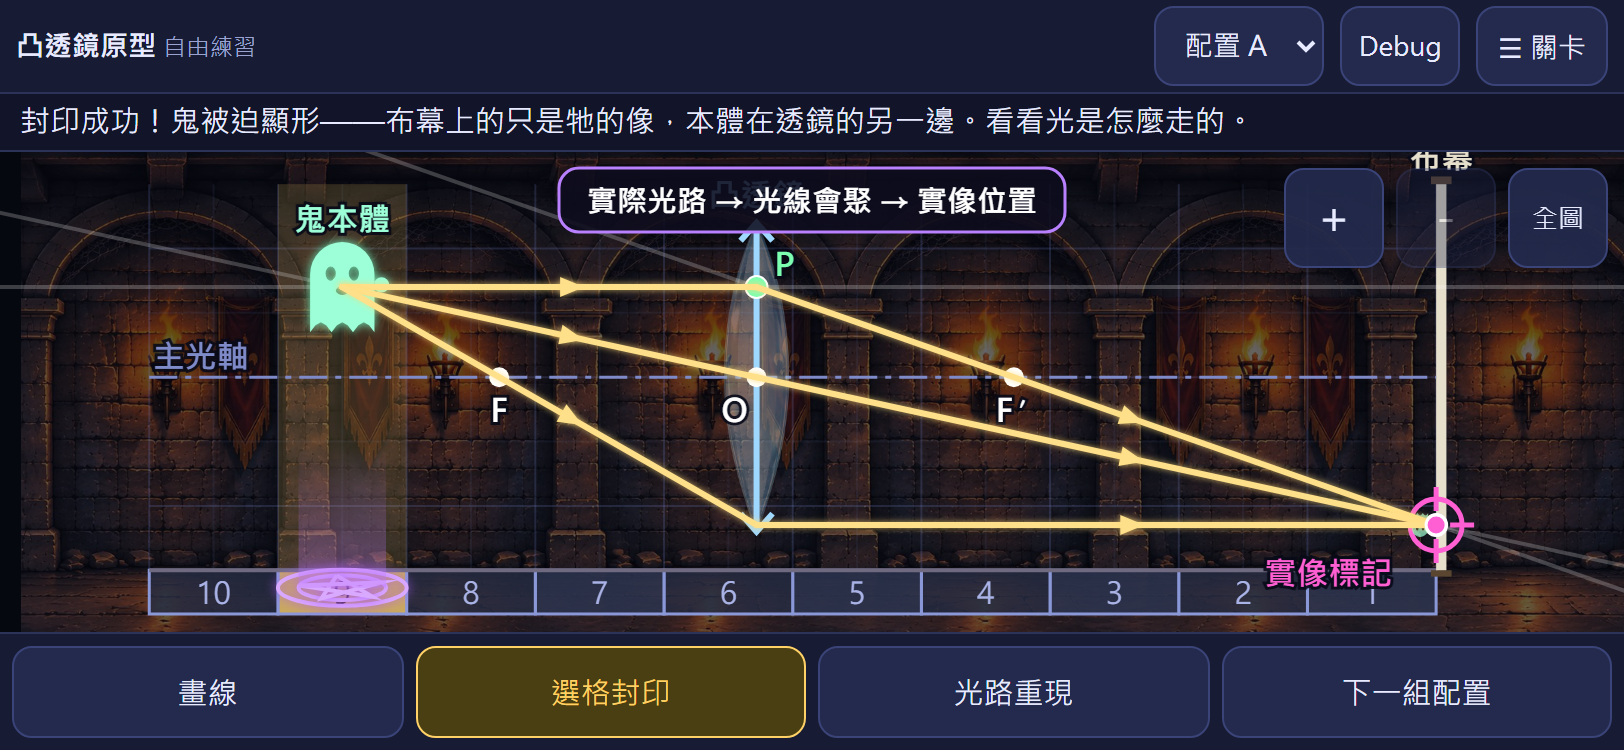 凸透鏡原型 自由練習
配置 A
Debug
☰ 關卡
封印成功！鬼被迫顯形——布幕上的只是牠的像，本體在透鏡的另一邊。看看光是怎麼走的。
布幕
實際光路 → 光線會聚 → 實像位置
+
-
全圖
鬼本體
P
主光軸
F
O
F′
實像標記
10
8
7
6
5
4
3
2
1
畫線
選格封印
光路重現
下一組配置